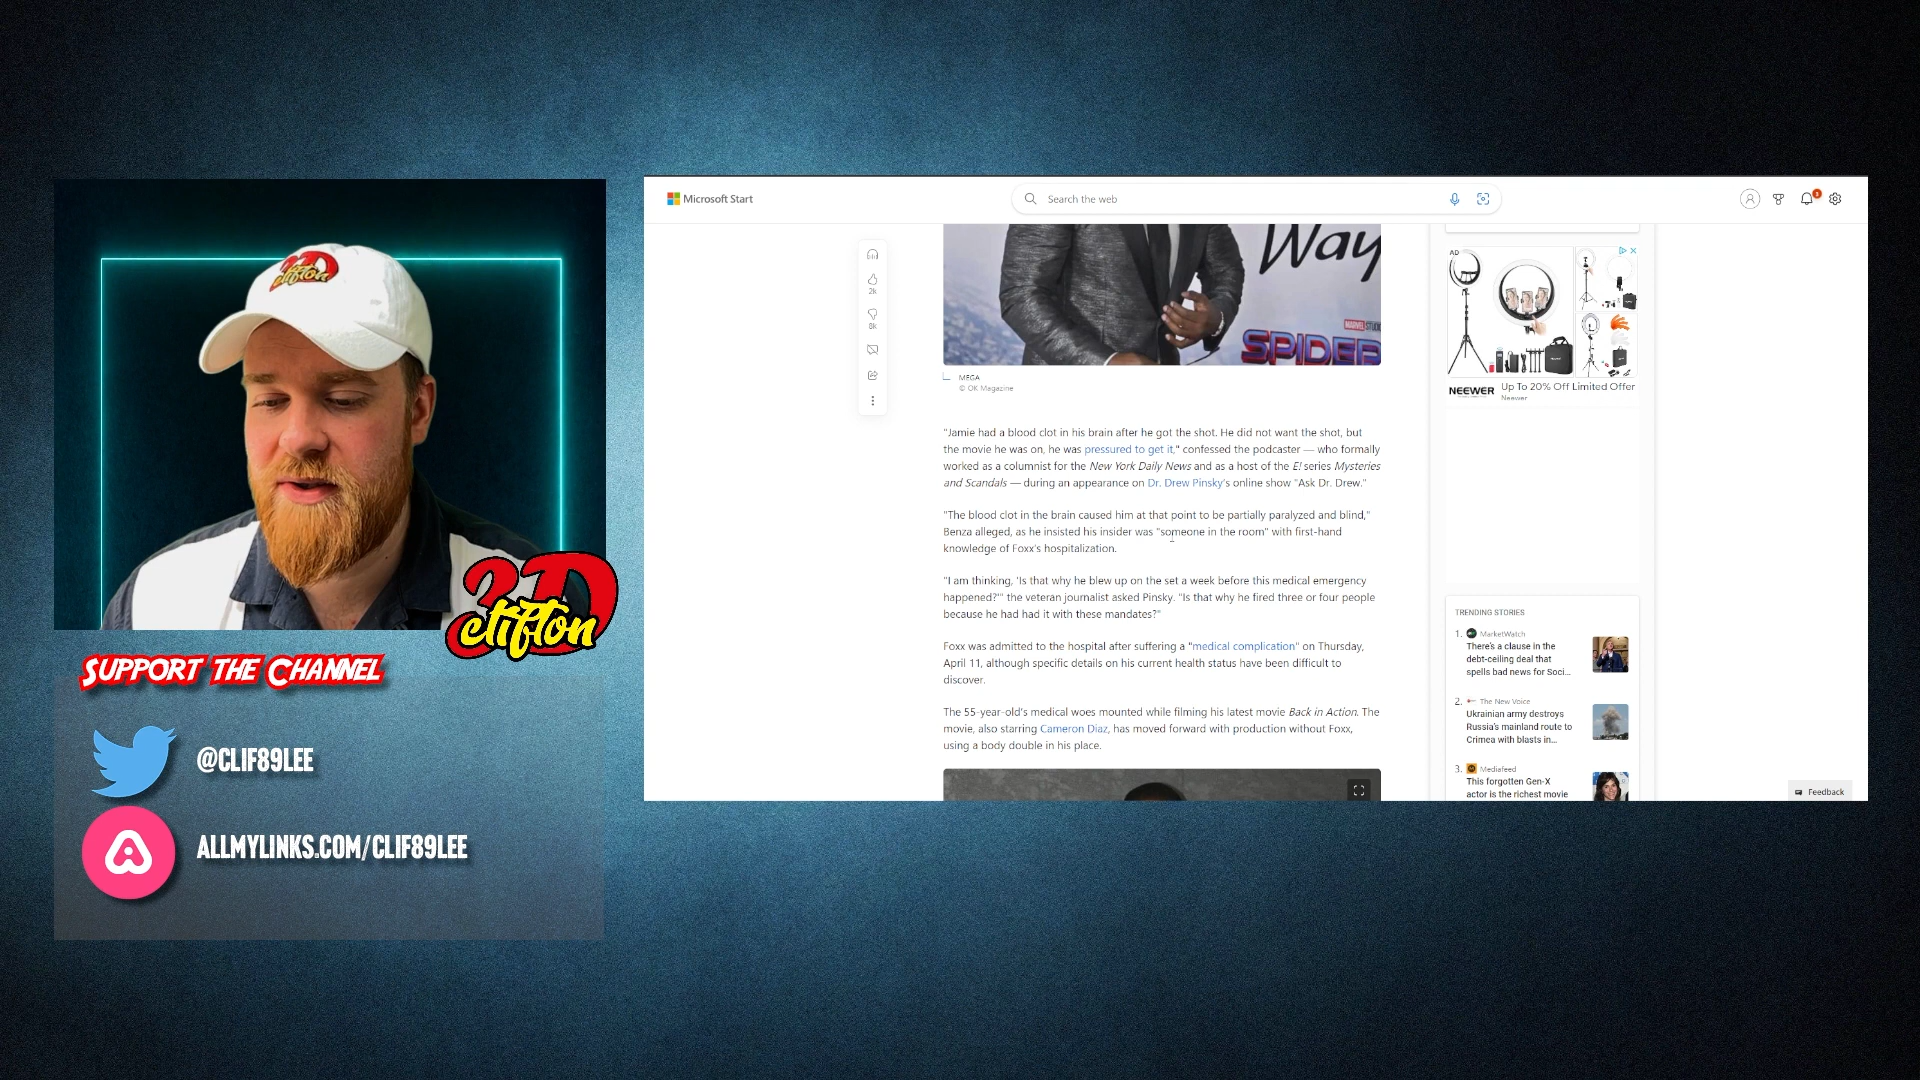 Microsoft Start
Search the web
3
Way
MARVEL STUDIO
SPIDER
2k
8k
MEGA
© OK Magazine
"Jamie had a blood clot in his brain after he got the shot. He did not want the shot, but
the movie he was on, he was pressured to get it," confessed the podcaster — who formally
worked as a columnist for the New York Daily News and as a host of the E! series Mysteries
and Scandals — during an appearance on Dr. Drew Pinsky's online show "Ask Dr. Drew."
"The blood clot in the brain caused him at that point to be partially paralyzed and blind,"
Benza alleged, as he insisted his insider was "someone in the room" with first-hand
knowledge of Foxx's hospitalization.
"I am thinking, 'Is that why he blew up on the set a week before this medical emergency
happened?'" the veteran journalist asked Pinsky. "Is that why he fired three or four people
because he had had it with these mandates?"
Foxx was admitted to the hospital after suffering a "medical complication" on Thursday,
April 11, although specific details on his current health status have been difficult to
discover.
The 55-year-old's medical woes mounted while filming his latest movie Back in Action. The
movie, also starring Cameron Diaz, has moved forward with production without Foxx,
using a body double in his place.
AD
NEEWER
Up To 20% Off Limited Offer
Neewer
TRENDING STORIES
1. MarketWatch
There's a clause in the
debt-ceiling deal that
spells bad news for Soci...
2. The New Voice
Ukrainian army destroys
Russia's mainland route to
Crimea with blasts in...
3. Mediafeed
This forgotten Gen-X
actor is the richest movie
Feedback
clifton
2D
clifton
SUPPORT THE CHANNEL
@CLIF89LEE
ALLMYLINKS.COM/CLIF89LEE